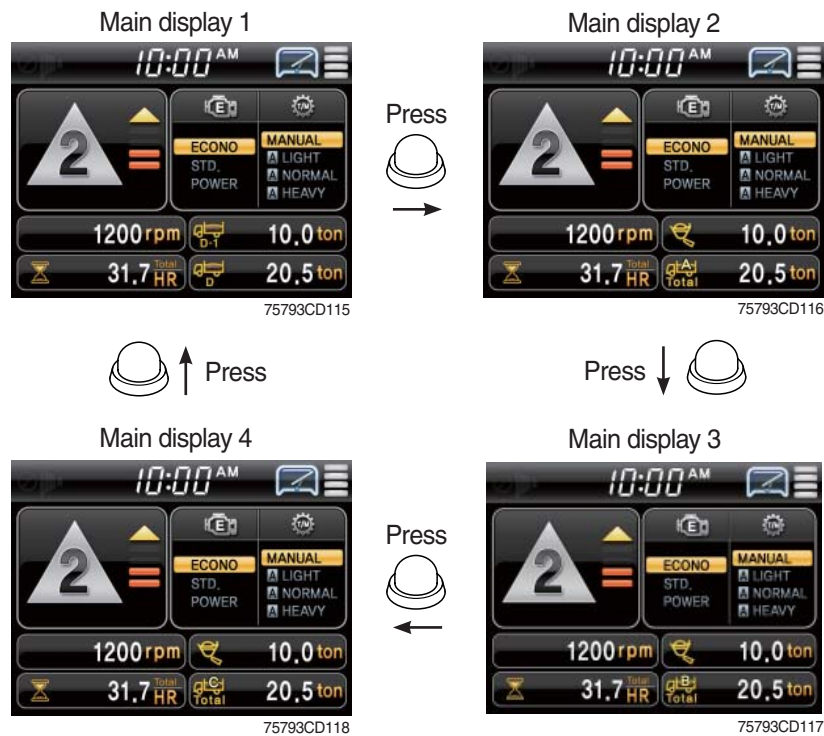 Main display 1
10:00 AM
2
E
T/M
ECONO
STD.
POWER
MANUAL
A LIGHT
A NORMAL
A HEAVY
1200 rpm
D-1
10.0 ton
31.7 Total HR
D
20.5 ton
75793CD115
Press
Main display 2
10:00 AM
2
E
T/M
ECONO
STD.
POWER
MANUAL
A LIGHT
A NORMAL
A HEAVY
1200 rpm
10.0 ton
31.7 Total HR
A Total
20.5 ton
75793CD116
Press
Press
Main display 4
10:00 AM
2
E
T/M
ECONO
STD.
POWER
MANUAL
A LIGHT
A NORMAL
A HEAVY
1200 rpm
10.0 ton
31.7 Total HR
C Total
20.5 ton
75793CD118
Press
Main display 3
10:00 AM
2
E
T/M
ECONO
STD.
POWER
MANUAL
A LIGHT
A NORMAL
A HEAVY
1200 rpm
10.0 ton
31.7 Total HR
B Total
20.5 ton
75793CD117